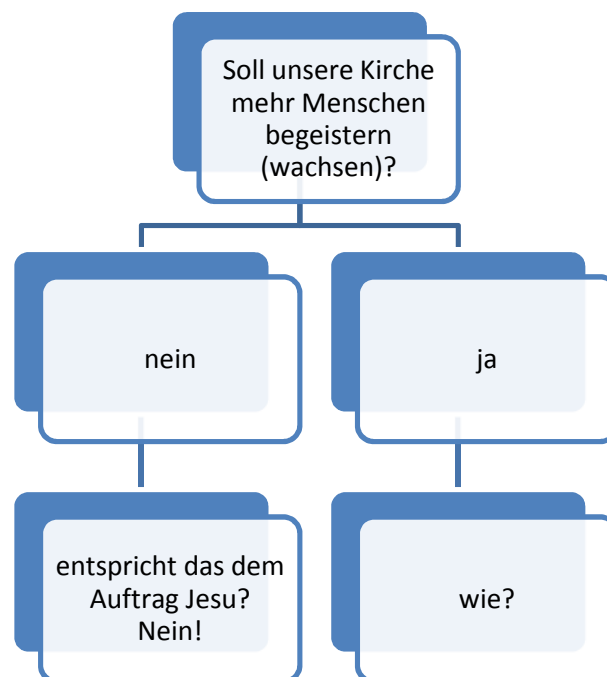 Soll unsere Kirche
mehr Menschen
begeistern
(wachsen)?
nein
ja
entspricht das dem
Auftrag Jesu?
Nein!
wie?